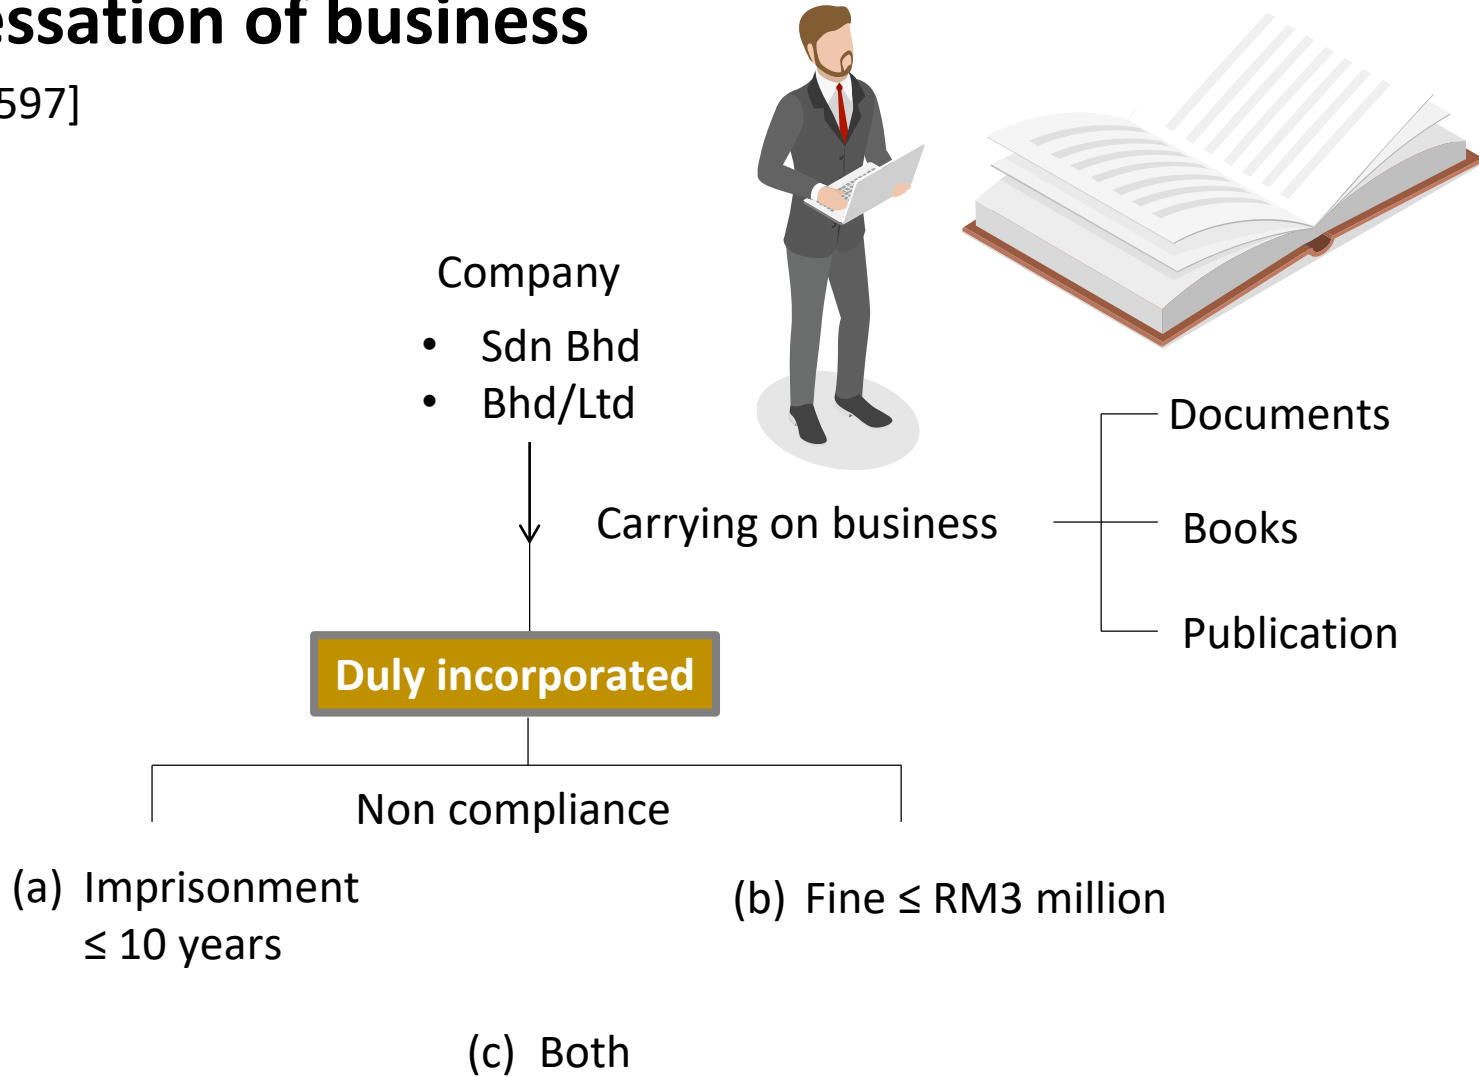 essation of business
597]
Company
• Sdn Bhd
• Bhd/Ltd
Documents
Carrying on business
Books
Publication
Duly incorporated
Non compliance
(a) Imprisonment
≤ 10 years
(b) Fine ≤ RM3 million
(c) Both